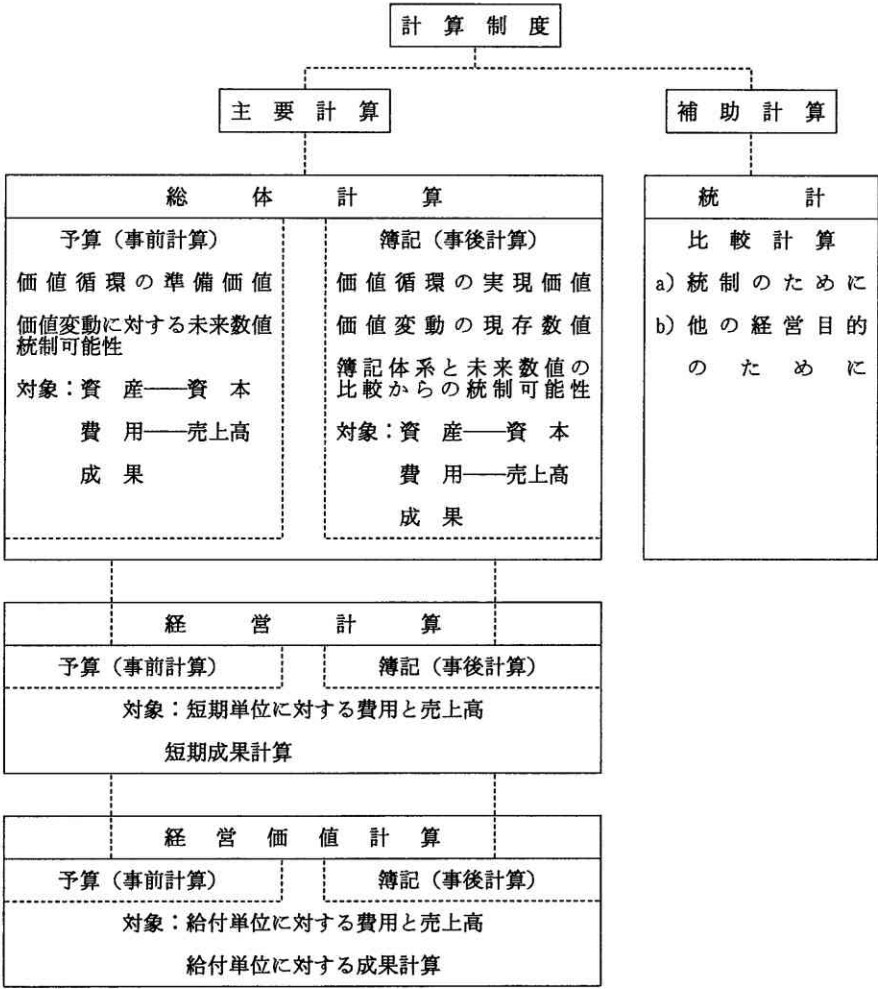 計算制度
主要計算
補助計算
総体計算
予算（事前計算）
価値循環の準備価値
価値変動に対する未来数値
統制可能性
対象：資産――資本
費用――売上高
成果
簿記（事後計算）
価値循環の実現価値
価値変動の現存数値
簿記体系と未来数値の
比較からの統制可能性
対象：資産――資本
費用――売上高
成果
統計
比較計算
a）統制のために
b）他の経営目的
のために
経営計算
予算（事前計算）
簿記（事後計算）
対象：短期単位に対する費用と売上高
短期成果計算
経営価値計算
予算（事前計算）
簿記（事後計算）
対象：給付単位に対する費用と売上高
給付単位に対する成果計算